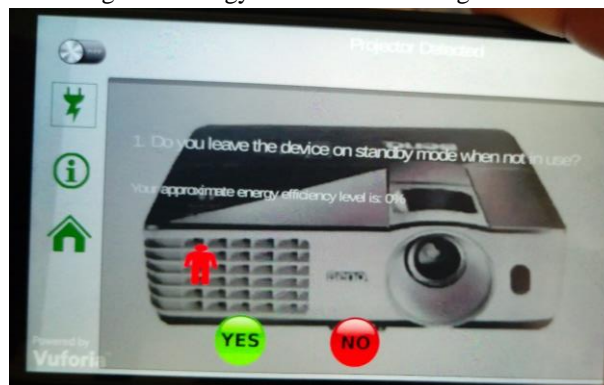 Projector Detected
1. Do you leave the device on standby mode when not in use?
Your approximate energy efficiency level is: 0%
BenQ
YES
NO
Powered by
Vuforia